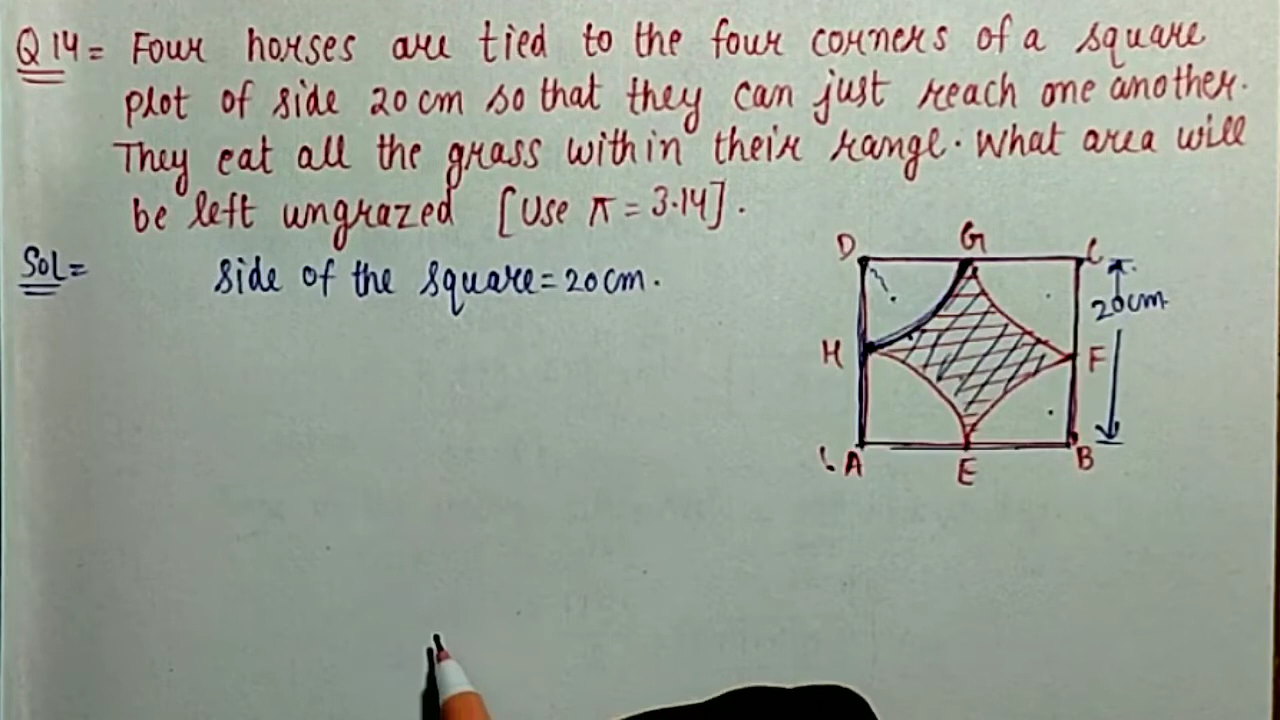 Q 14 = Four horses are tied to the four corners of a square
plot of side 20 cm so that they can just reach one another.
They eat all the grass within their range. What area will
be left ungrazed [Use π = 3.14].
Sol =
side of the square = 20 cm.
D
G
C
20cm
H
F
A
E
B